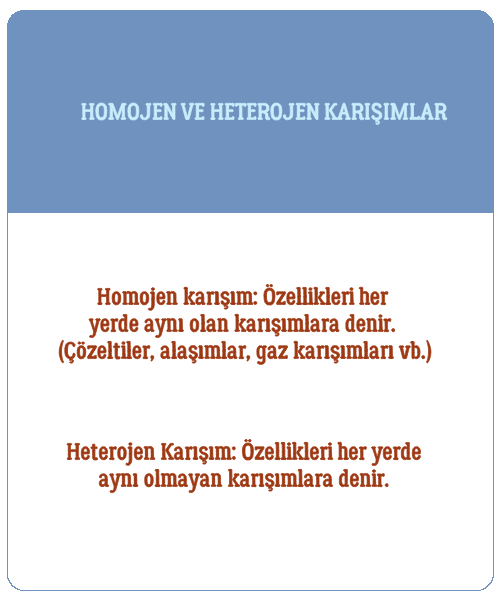 HOMOJEN VE HETEROJEN KARIŞIMLAR
Homojen karışım: Özellikleri her
yerde aynı olan karışımlara denir.
(Çözeltiler, alaşımlar, gaz karışımları vb.)
Heterojen Karışım: Özellikleri her yerde
aynı olmayan karışımlara denir.